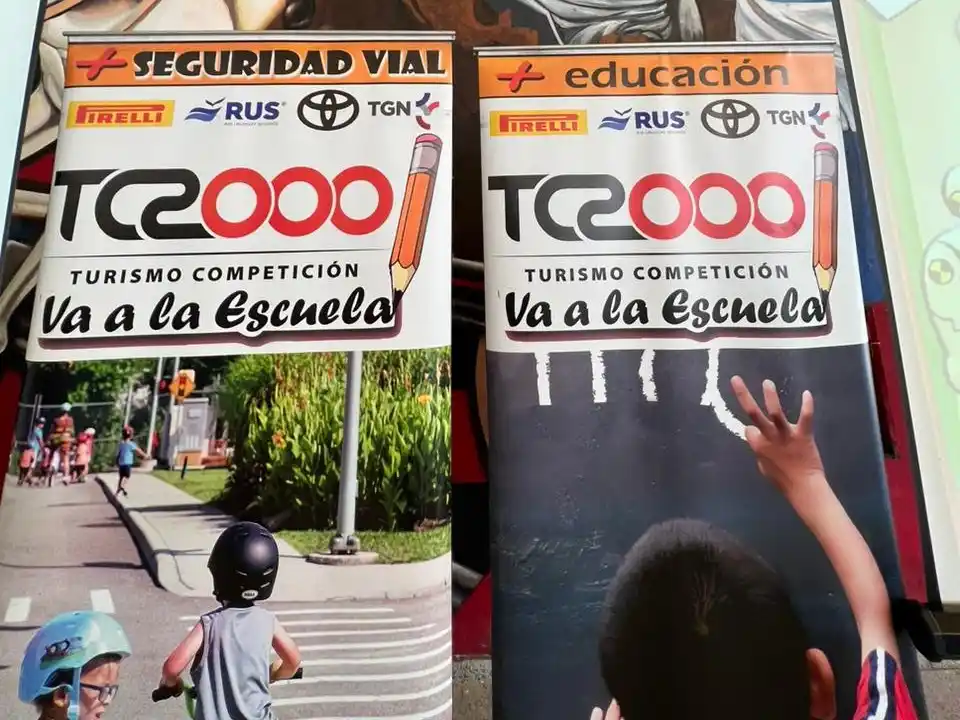 + SEGURIDAD VIAL
PIRELLI RUS TGN
TC2000
TURISMO COMPETICIÓN
Va a la Escuela
+ educación
PIRELLI RUS TGN
TC2000
TURISMO COMPETICIÓN
Va a la Escuela